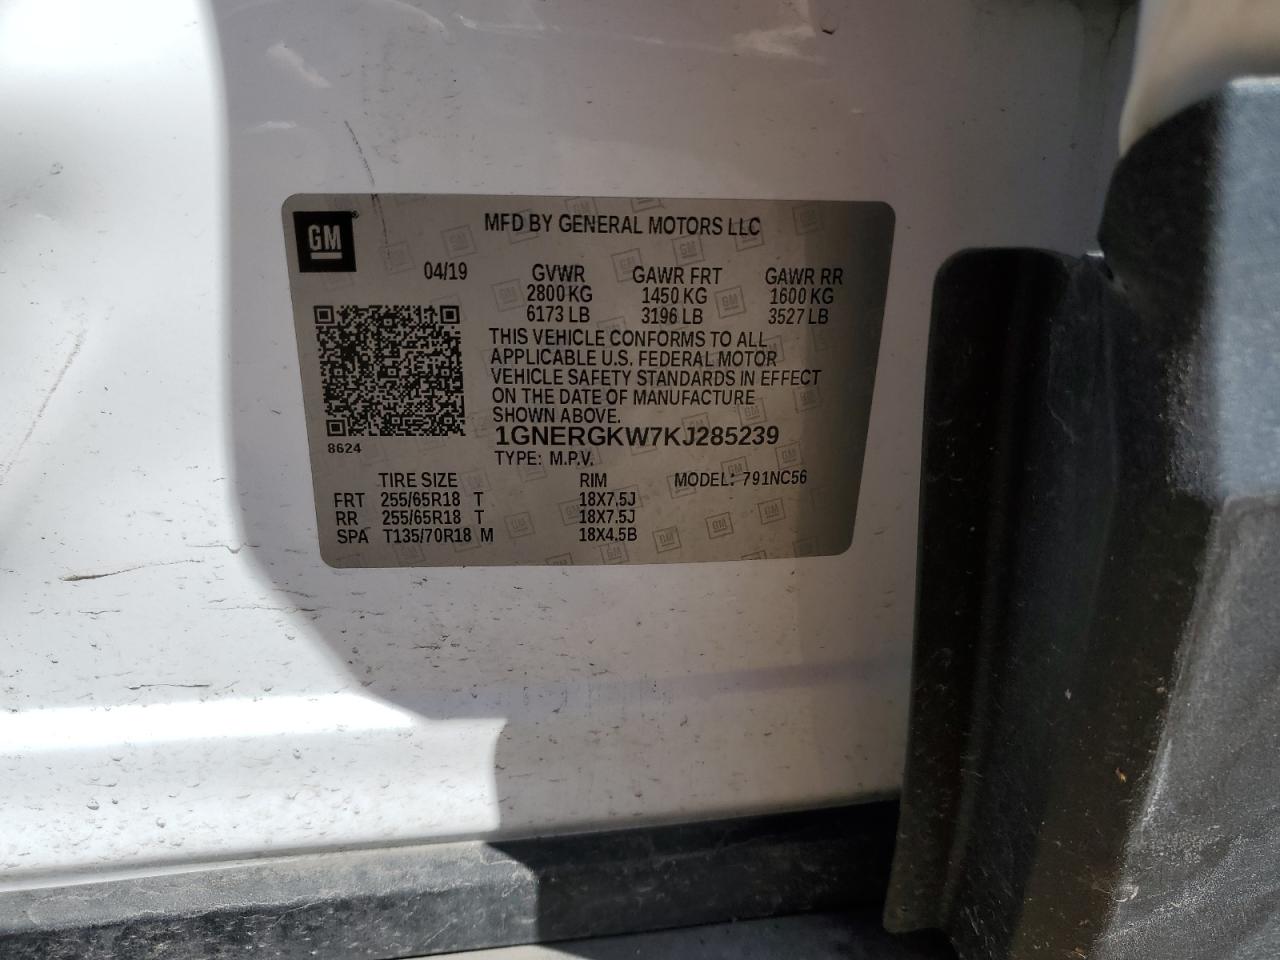 GM
MFD BY GENERAL MOTORS LLC
04/19 GVWR GAWR FRT GAWR RR
2800 KG 1450 KG 1600 KG
6173 LB 3196 LB 3527 LB
THIS VEHICLE CONFORMS TO ALL
APPLICABLE U.S. FEDERAL MOTOR
VEHICLE SAFETY STANDARDS IN EFFECT
ON THE DATE OF MANUFACTURE
SHOWN ABOVE.
1GNERGKW7KJ285239
8624
TYPE: M.P.V.
TIRE SIZE RIM MODEL: 791NC56
FRT 255/65R18 T 18X7.5J
RR 255/65R18 T 18X7.5J
SPA T135/70R18 M 18X4.5B